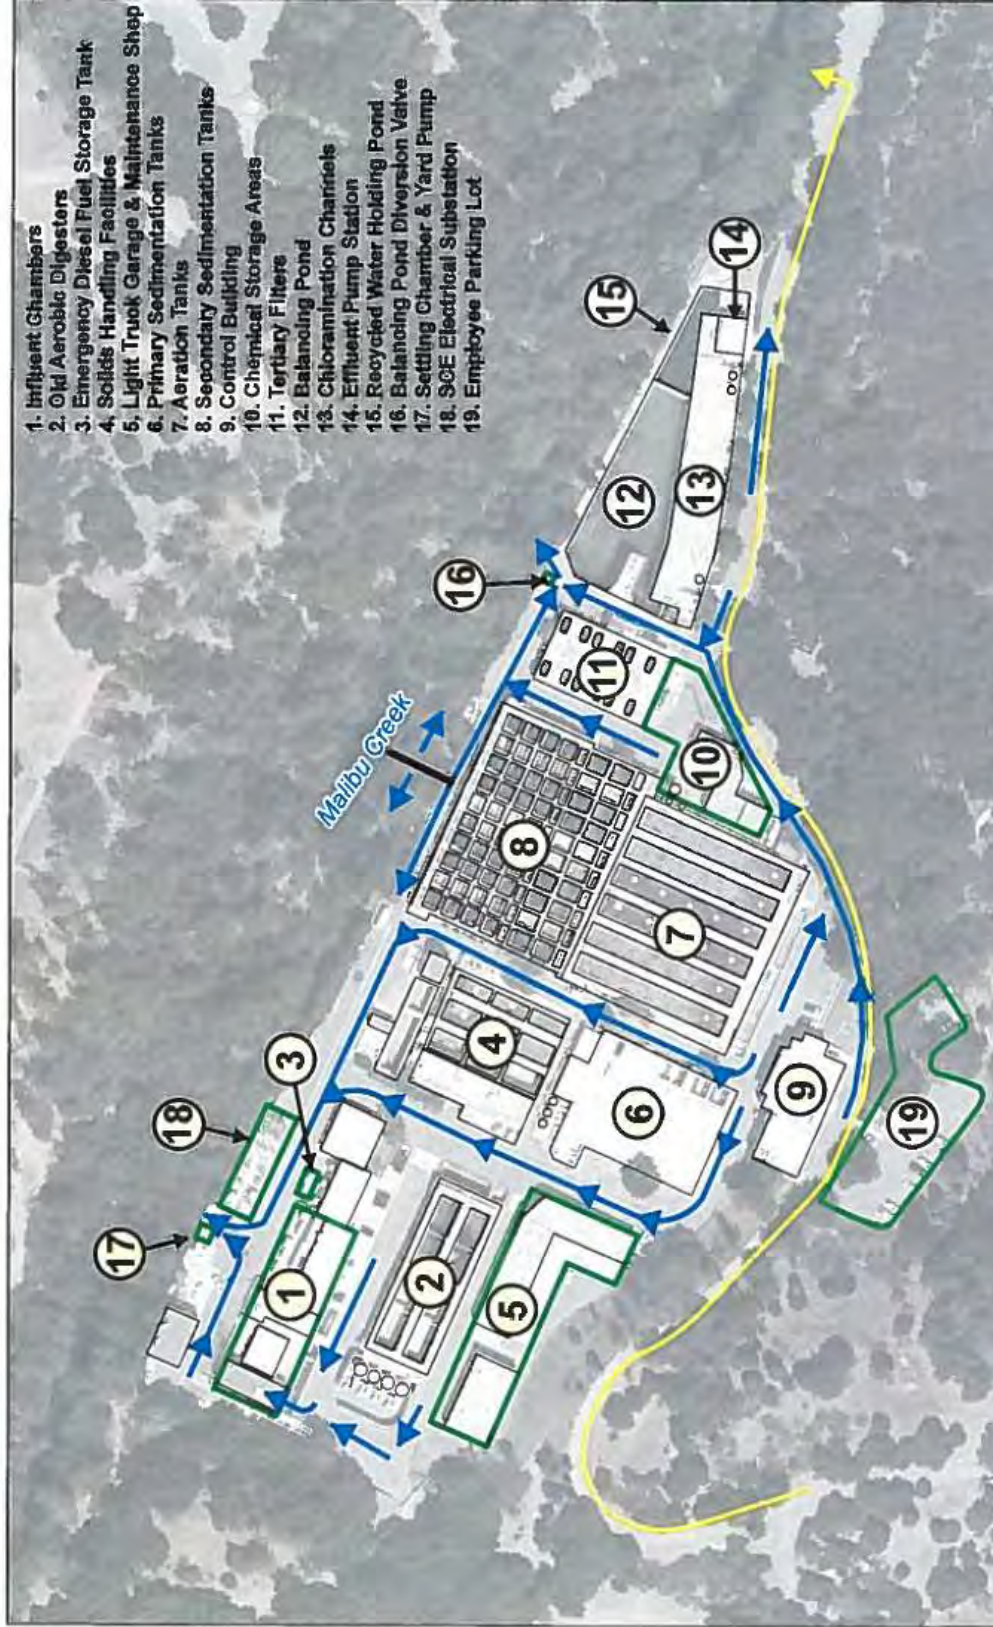 1. Influent Chambers
2. Old Aerobic Digesters
3. Emergency Diesel Fuel Storage Tank
4. Solids Handling Facilities
5. Light Truck Garage & Maintenance Shop
6. Primary Sedimentation Tanks
7. Aeration Tanks
8. Secondary Sedimentation Tanks
9. Control Building
10. Chemical Storage Areas
11. Tertiary Filters
12. Balancing Pond
13. Chloramination Channels
14. Effluent Pump Station
15. Recycled Water Holding Pond
16. Balancing Pond Diversion Valve
17. Settling Chamber & Yard Pump
18. SCE Electrical Substation
19. Employee Parking Lot
Malibu Creek
17
18
3
16
15
14
1
2
4
8
11
12
13
5
6
7
10
9
19